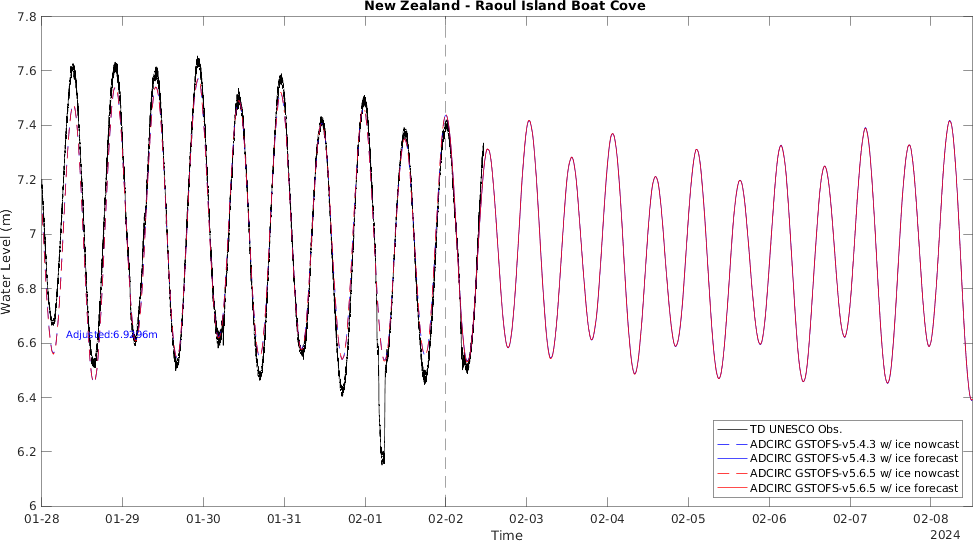 New Zealand - Raoul Island Boat Cove
7.8
7.6
7.4
7.2
7
6.8
6.6
6.4
6.2
6
Water Level (m)
Adjusted:6.9296m
TD UNESCO Obs.
ADCIRC GSTOFS-v5.4.3 w/ ice nowcast
ADCIRC GSTOFS-v5.4.3 w/ ice forecast
ADCIRC GSTOFS-v5.6.5 w/ ice nowcast
ADCIRC GSTOFS-v5.6.5 w/ ice forecast
01-28 01-29 01-30 01-31 02-01 02-02 02-03 02-04 02-05 02-06 02-07 02-08
Time
2024